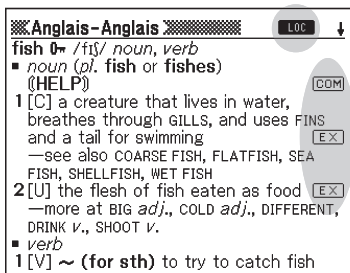 Anglais-Anglais LOC ↓
fish /fɪʃ/ noun, verb
■ noun (pl. fish or fishes)
《HELP》 COM
1 [C] a creature that lives in water,
breathes through GILLS, and uses FINS
and a tail for swimming EX
—see also COARSE FISH, FLATFISH, SEA
FISH, SHELLFISH, WET FISH
2 [U] the flesh of fish eaten as food EX
—more at BIG adj., COLD adj., DIFFERENT,
DRINK v., SHOOT v.
■ verb
1 [V] ~ (for sth) to try to catch fish